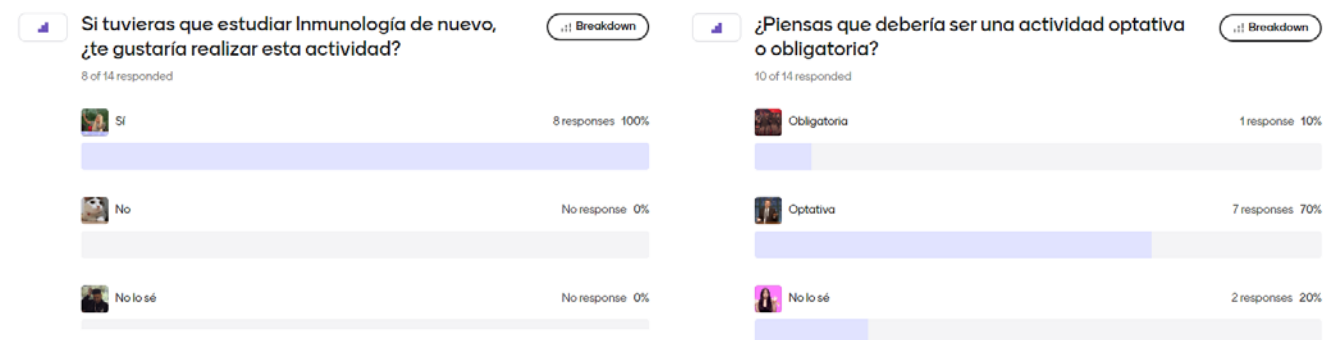 Si tuvieras que estudiar Inmunología de nuevo,
¿te gustaría realizar esta actividad?
Breakdown
8 of 14 responded
Sí
8 responses 100%
No
No response 0%
No lo sé
No response 0%
¿Piensas que debería ser una actividad optativa
o obligatoria?
Breakdown
10 of 14 responded
Obligatoria
1 response 10%
Optativa
7 responses 70%
No lo sé
2 responses 20%